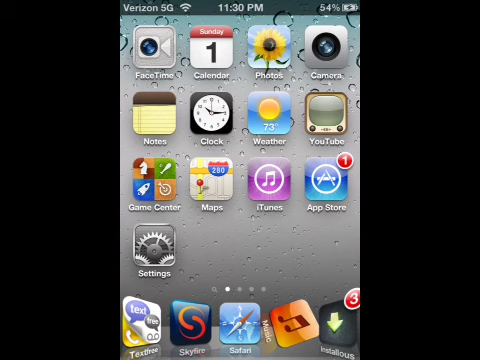 Verizon 5G 11:30 PM 54%
Sunday
1
FaceTime Calendar Photos Camera
73°
Notes Clock Weather YouTube
280
1
Game Center Maps iTunes App Store
Settings
text
free
3
Textfree Skyfire Safari Music Installous